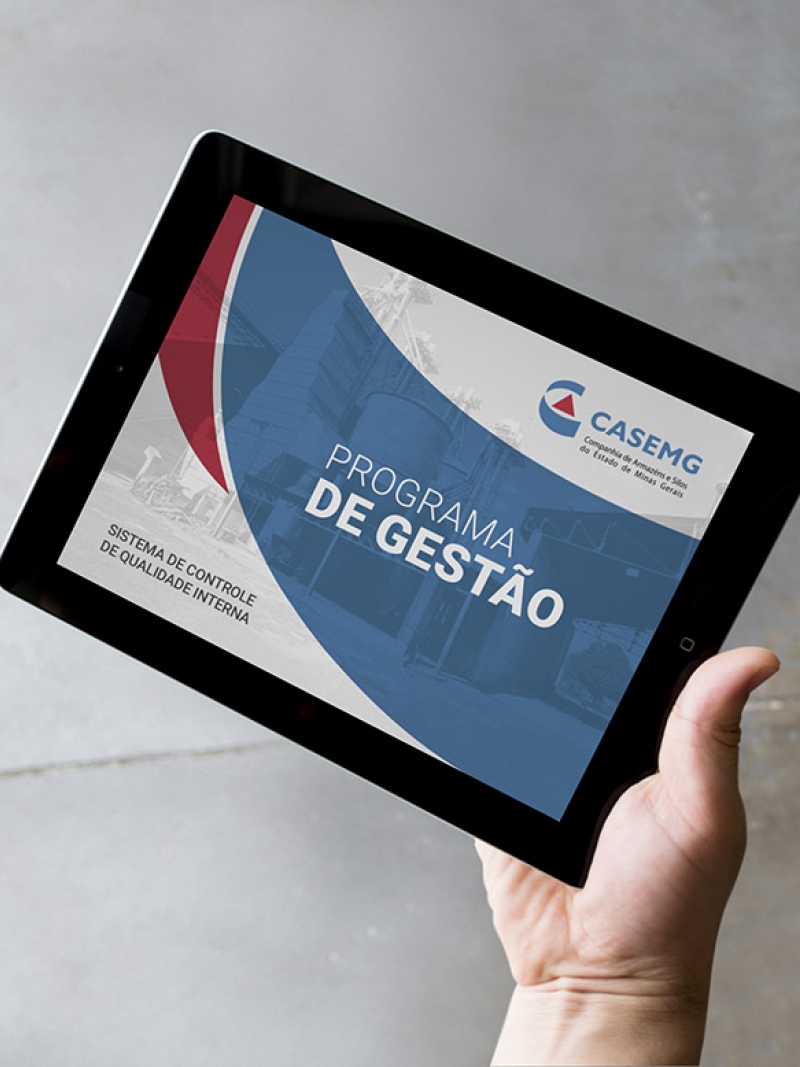 CASEMG
Companhia de Armazéns e Silos
do Estado de Minas Gerais
PROGRAMA
DE GESTÃO
SISTEMA DE CONTROLE
DE QUALIDADE INTERNA